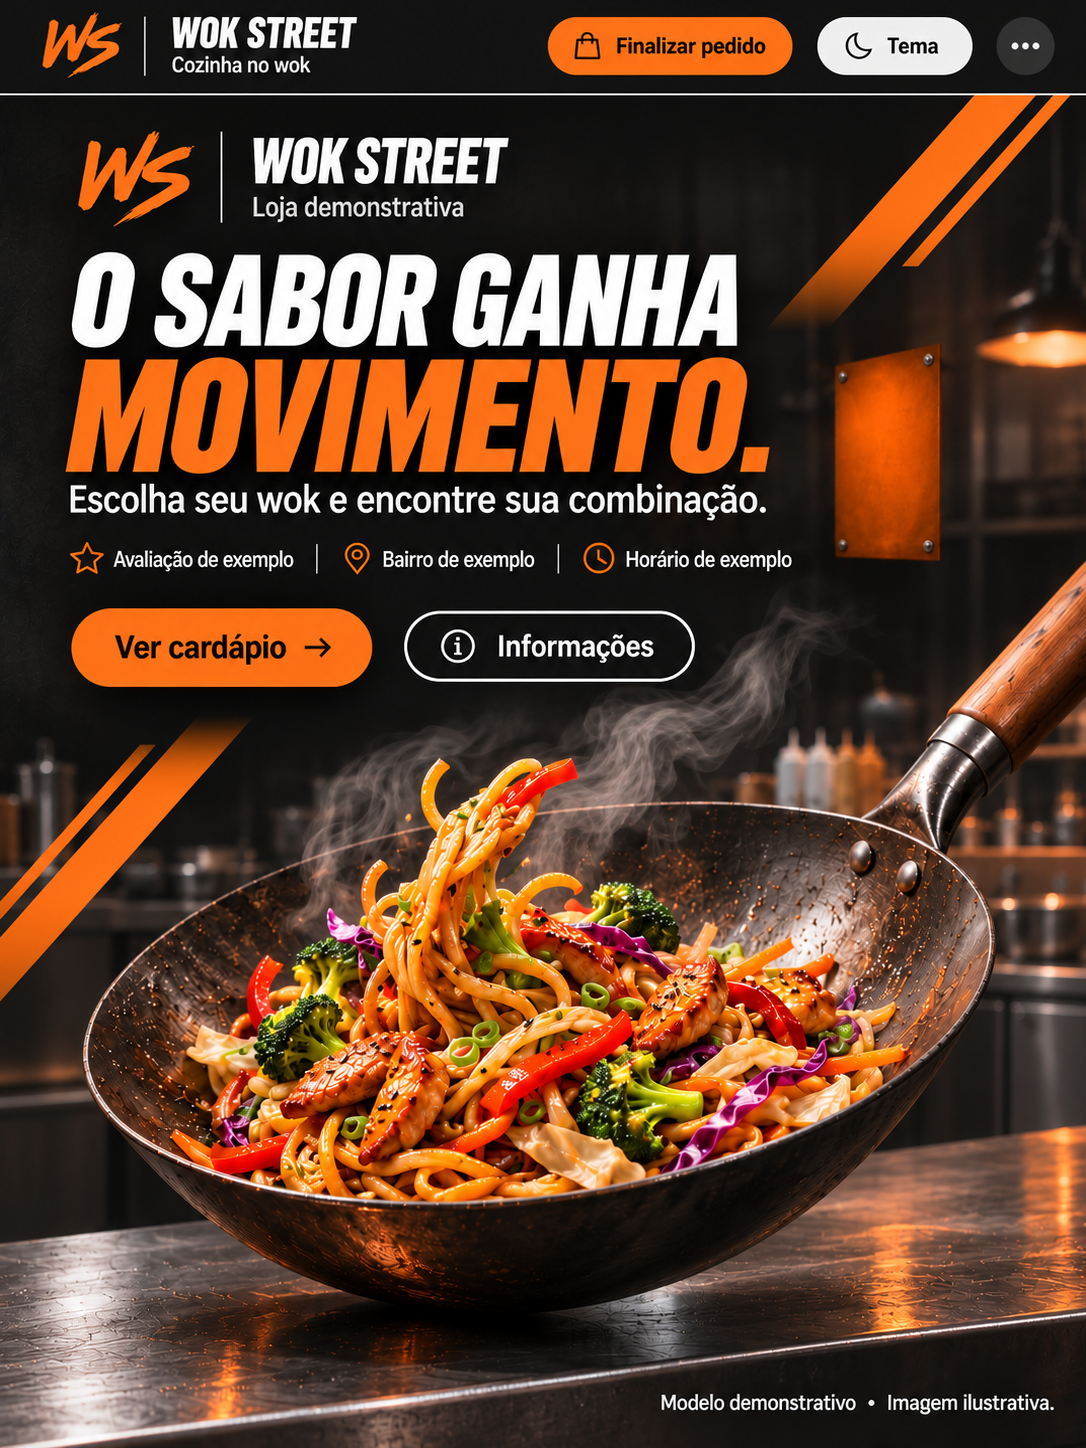 WS
WOK STREET
Cozinha no wok
Finalizar pedido
Tema
WS
WOK STREET
Loja demonstrativa
O SABOR GANHA
MOVIMENTO.
Escolha seu wok e encontre sua combinação.
Avaliação de exemplo
Bairro de exemplo
Horário de exemplo
Ver cardápio →
Informações
Modelo demonstrativo • Imagem ilustrativa.